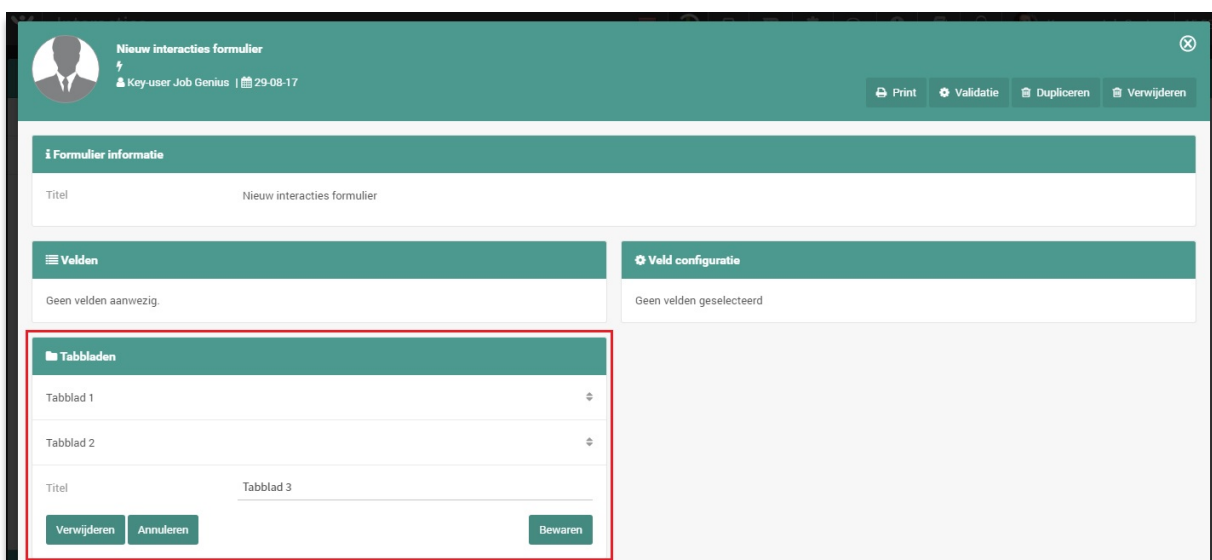 Nieuw interacties formulier
Key-user Job Genius | 29-08-17
Print Validatie Dupliceren Verwijderen
Formulier informatie
Titel Nieuw interacties formulier
Velden
Veld configuratie
Geen velden aanwezig.
Geen velden geselecteerd
Tabbladen
Tabblad 1
Tabblad 2
Titel Tabblad 3
Verwijderen Annuleren Bewaren